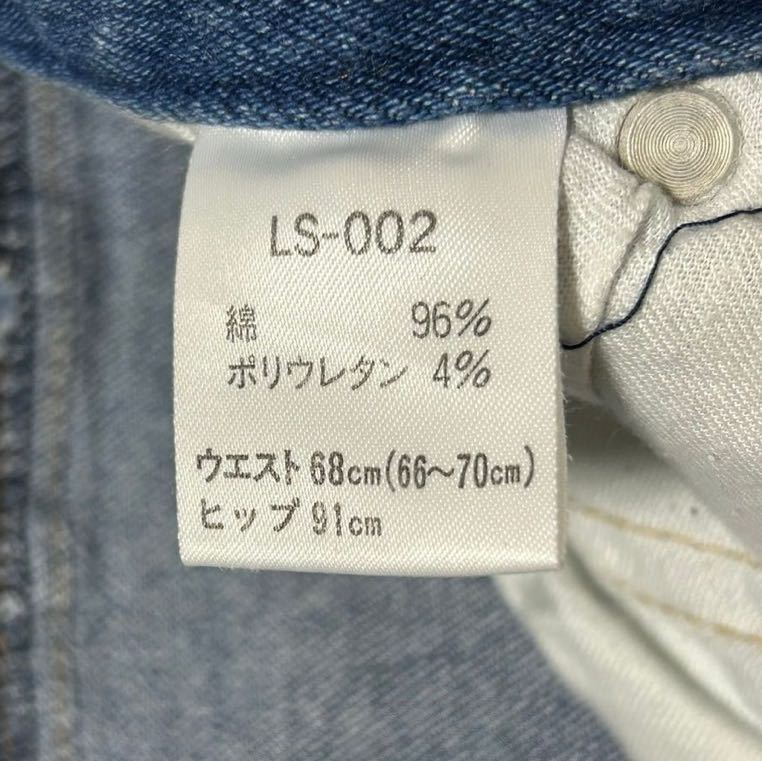 LS-002
綿 96%
ポリウレタン 4%
ウエスト 68cm(66〜70cm)
ヒップ 91cm